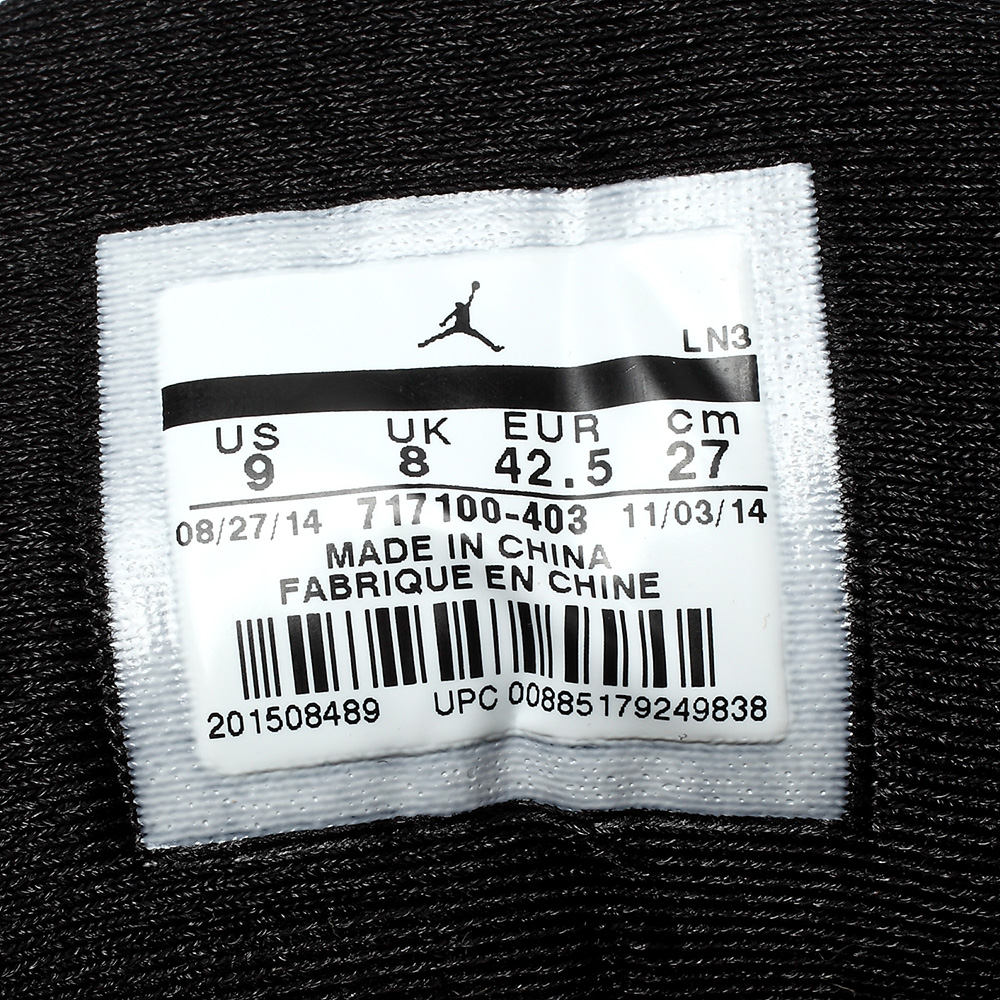 LN3
US UK EUR cm
9 8 42.5 27
08/27/14 717100-403 11/03/14
MADE IN CHINA
FABRIQUE EN CHINE
201508489 UPC 00885179249838